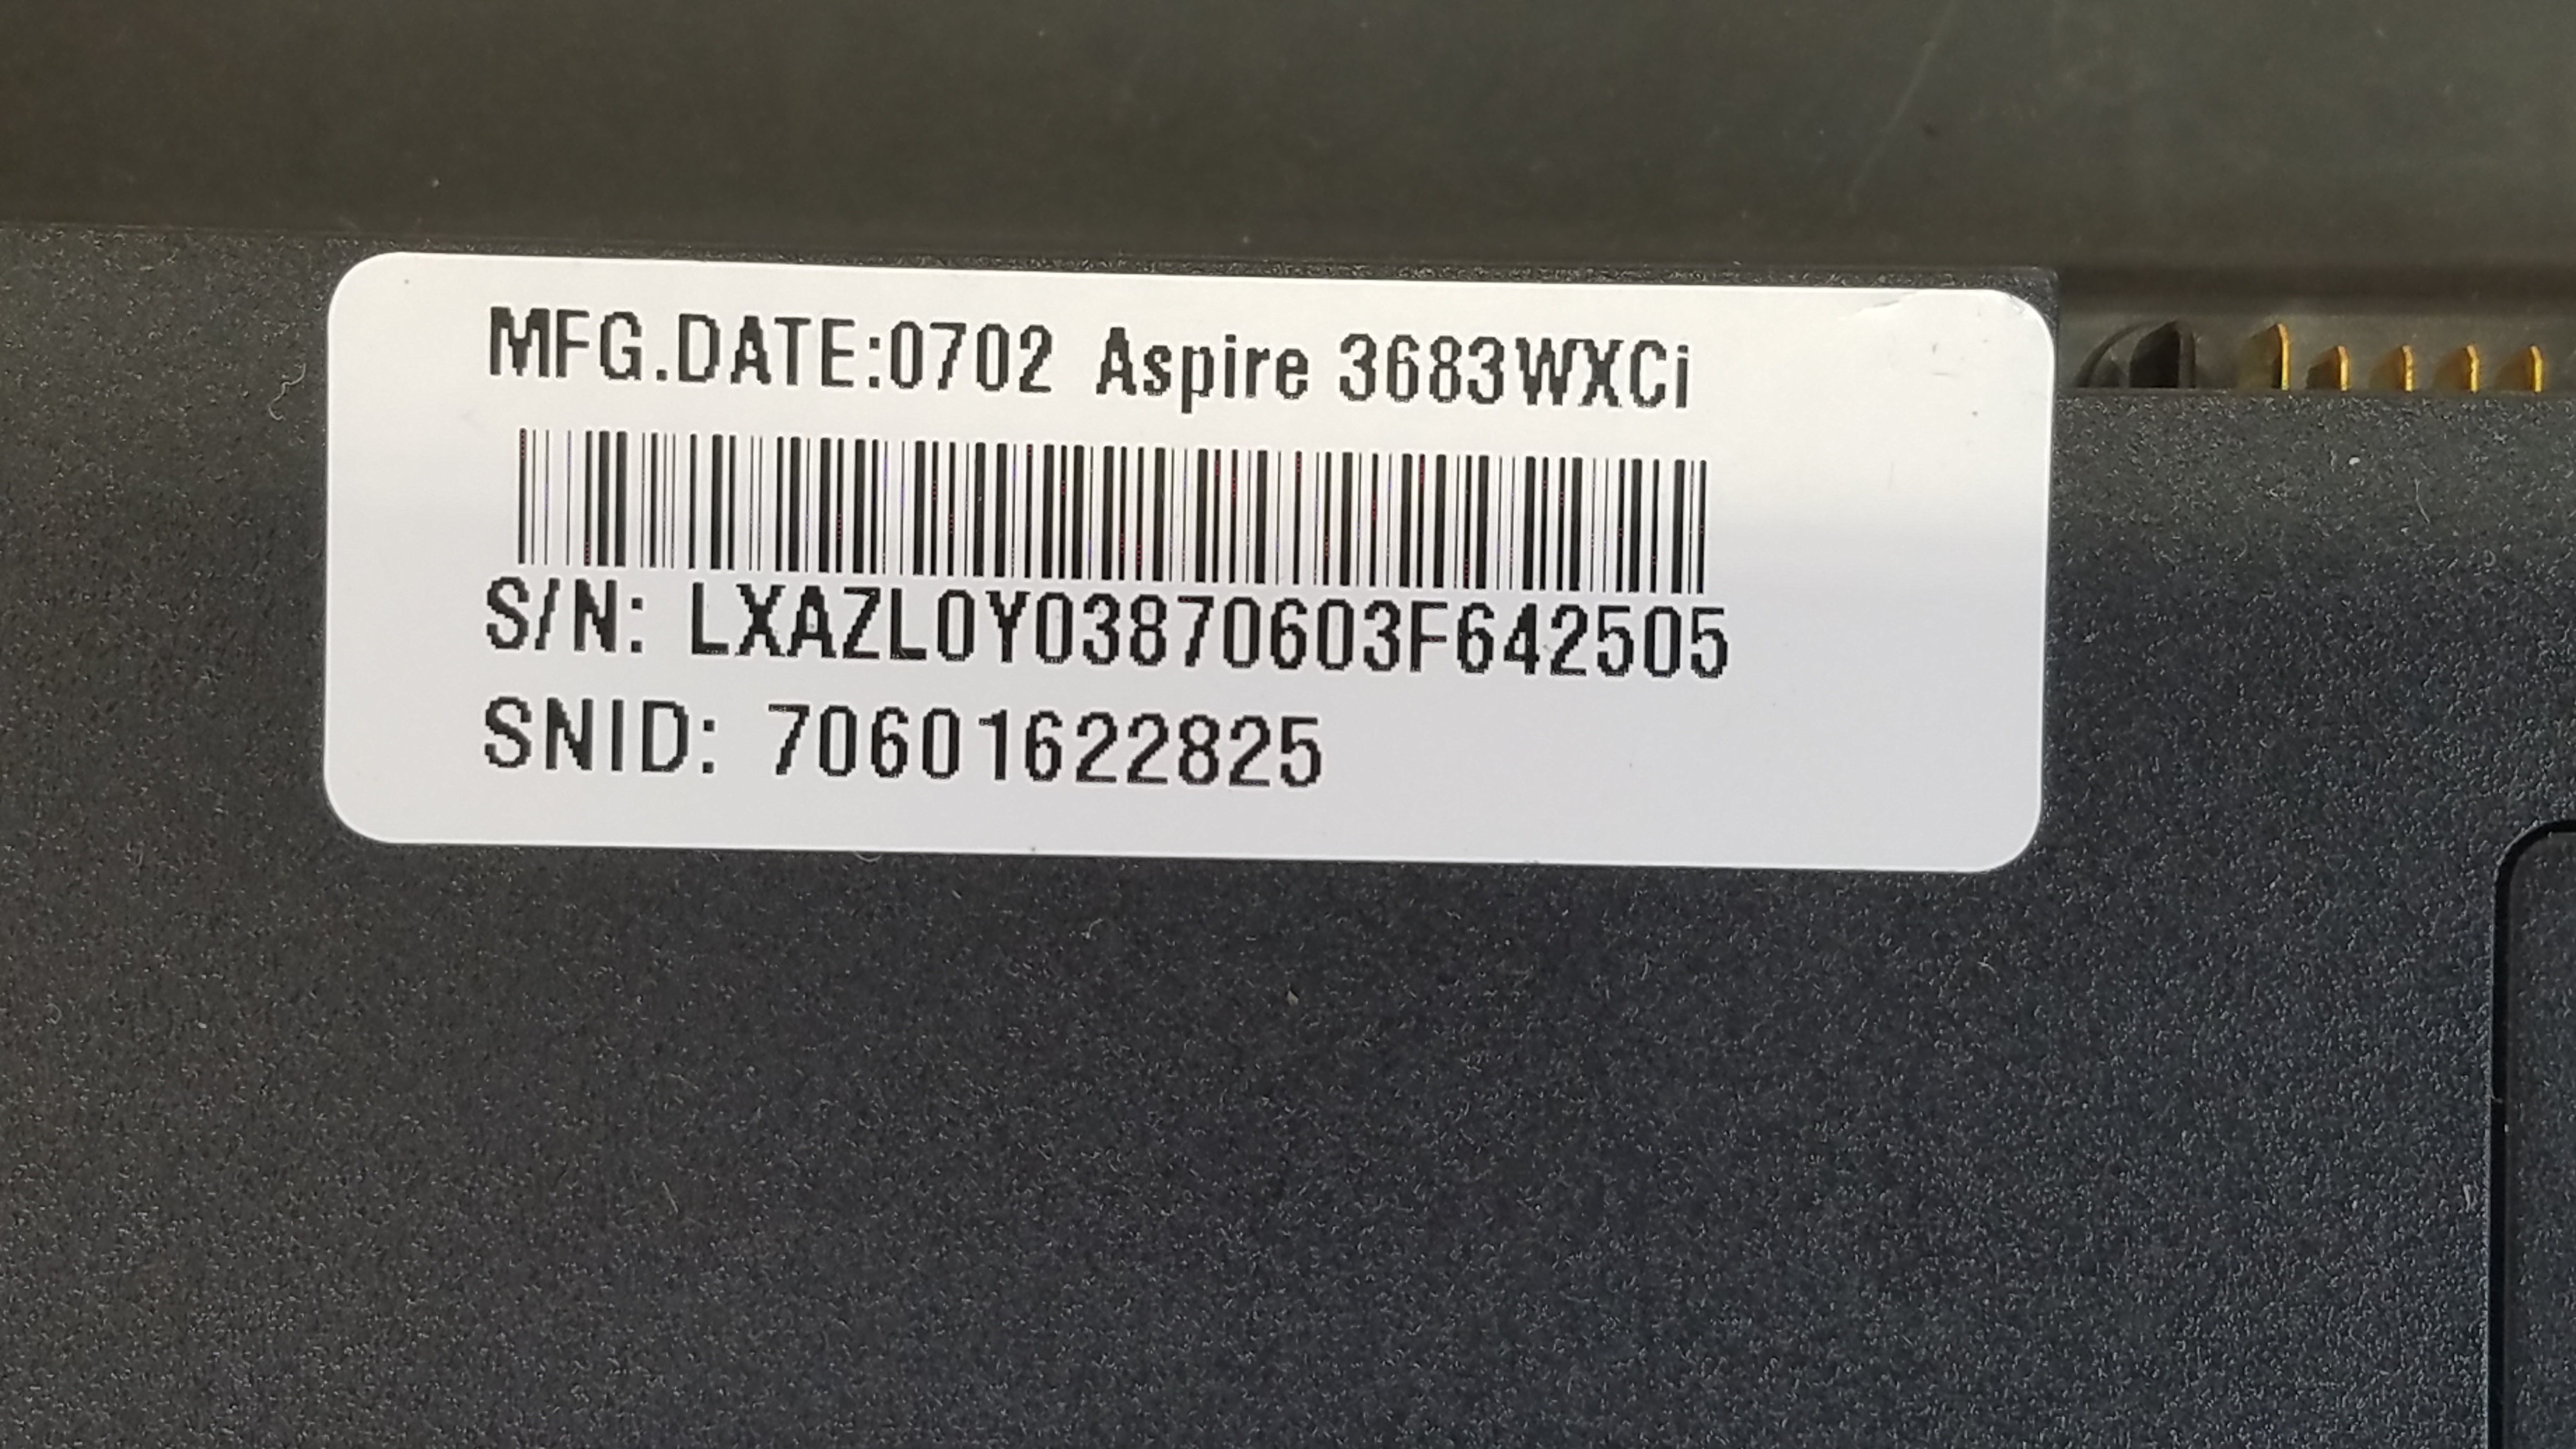 MFG.DATE:0702 Aspire 3683WXCi
S/N: LXAZL0Y03870603F642505
SNID: 70601622825